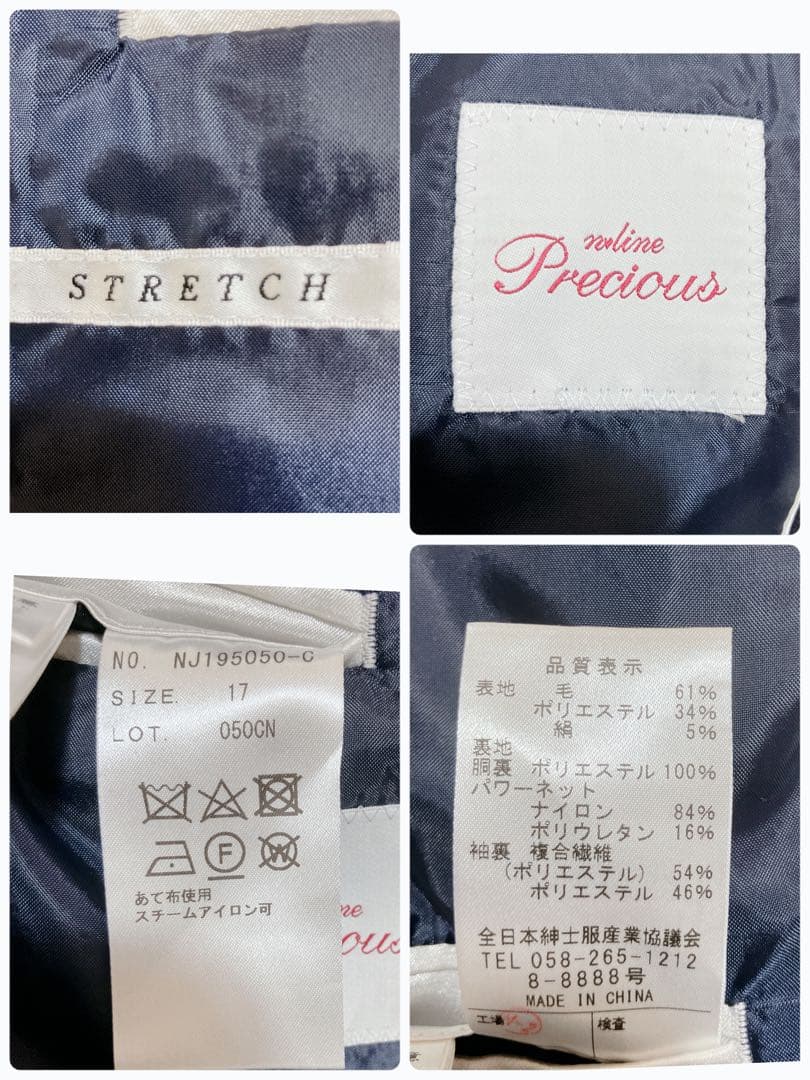 STRETCH
n♥line
Precious
NO. NJ195050-C
SIZE. 17
LOT. 050CN
F
W
あて布使用
スチームアイロン可
ne
ious
品質表示
表地 毛 61%
ポリエステル 34%
絹 5%
裏地
胴裏 ポリエステル 100%
パワーネット
ナイロン 84%
ポリウレタン 16%
袖裏 複合繊維
(ポリエステル) 54%
ポリエステル 46%
全日本紳士服産業協議会
TEL 058-265-1212
8-8888号
MADE IN CHINA
工場 検査